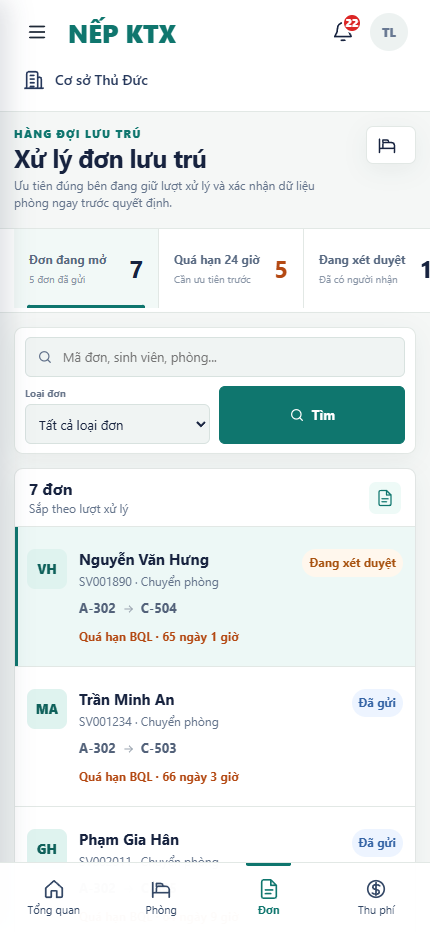 NẾP KTX
22
TL
Cơ sở Thủ Đức
HÀNG ĐỢI LƯU TRÚ
Xử lý đơn lưu trú
Ưu tiên đúng bên đang giữ lượt xử lý và xác nhận dữ liệu
phòng ngay trước quyết định.
Đơn đang mở
5 đơn đã gửi
7
Quá hạn 24 giờ
Cần ưu tiên trước
5
Đang xét duyệt
Đã có người nhận
1
Mã đơn, sinh viên, phòng...
Loại đơn
Tất cả loại đơn
Tìm
7 đơn
Sắp theo lượt xử lý
VH
Nguyễn Văn Hưng
Đang xét duyệt
SV001890 · Chuyển phòng
A-302 → C-504
Quá hạn BQL · 65 ngày 1 giờ
MA
Trần Minh An
Đã gửi
SV001234 · Chuyển phòng
A-302 → C-503
Quá hạn BQL · 66 ngày 3 giờ
GH
Phạm Gia Hân
Đã gửi
SV002011 · Chuyển phòng
Tổng quan
Phòng
Đơn
Thu phí